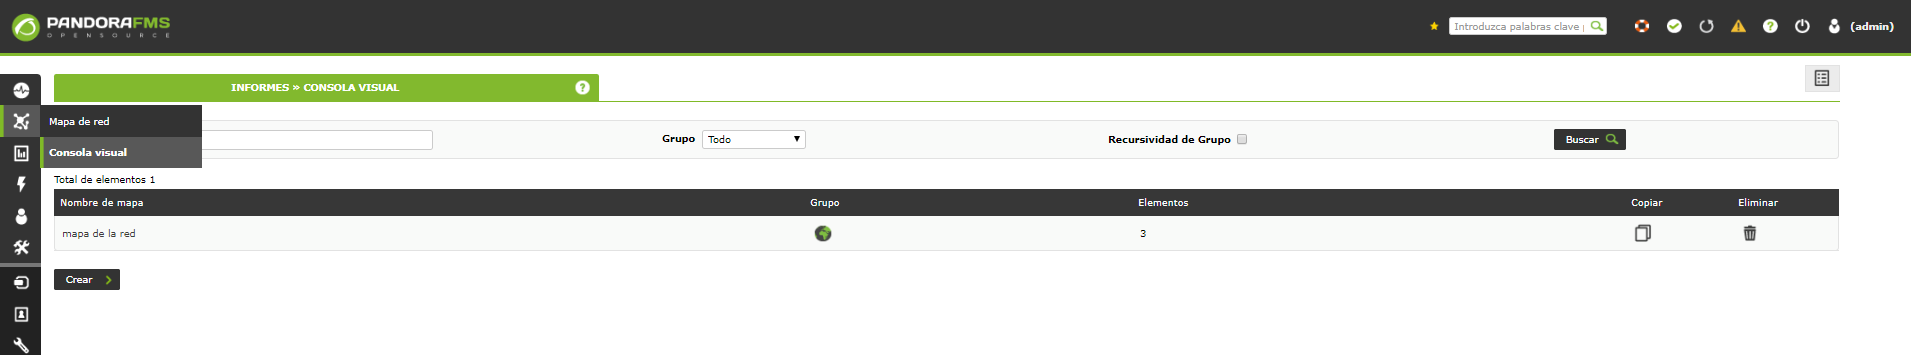 PANDORAFMS
OPENSOURCE
Introduzca palabras clave
(admin)
INFORMES » CONSOLA VISUAL
?
Mapa de red
Consola visual
Grupo
Todo
Recursividad de Grupo
Buscar
Total de elementos 1
Nombre de mapa
Grupo
Elementos
Copiar
Eliminar
mapa de la red
3
Crear